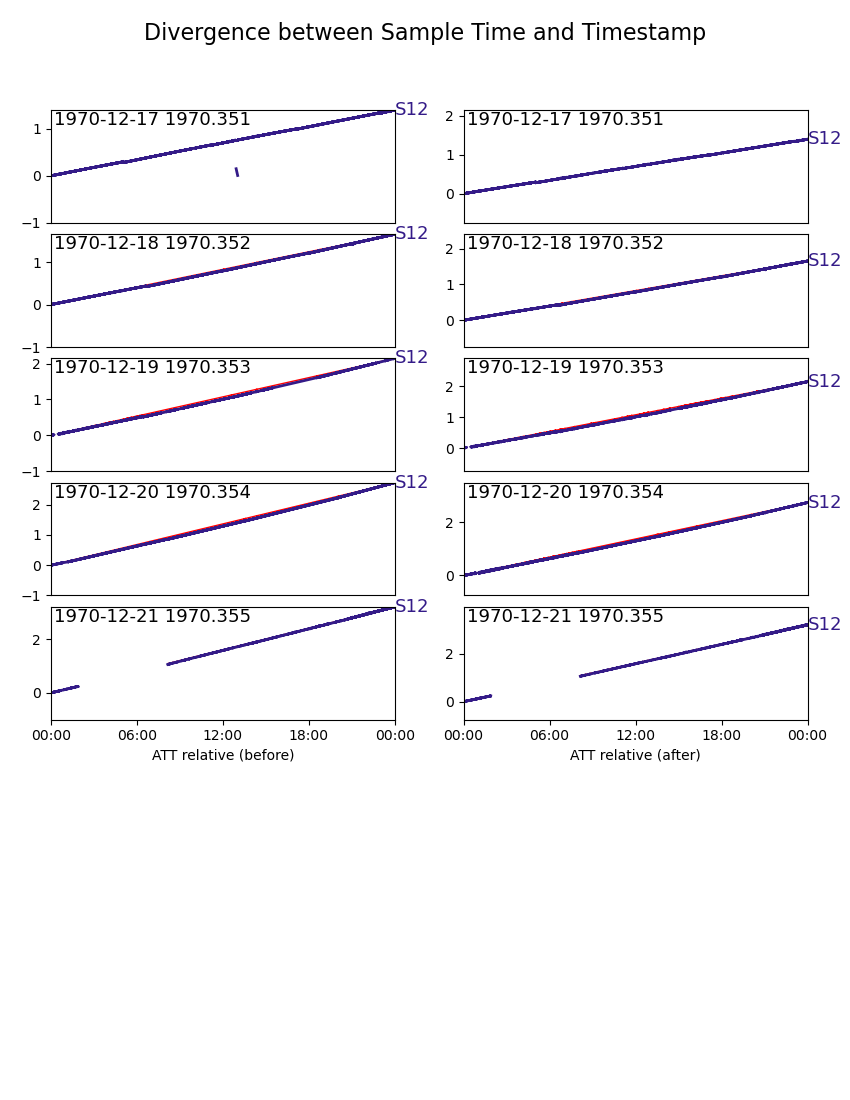 Divergence between Sample Time and Timestamp
1970-12-17 1970.351
S12
1
0
−1
1970-12-17 1970.351
S12
2
1
0
1970-12-18 1970.352
S12
1
0
−1
1970-12-18 1970.352
S12
2
1
0
1970-12-19 1970.353
S12
2
1
0
−1
1970-12-19 1970.353
S12
2
1
0
1970-12-20 1970.354
S12
2
1
0
−1
1970-12-20 1970.354
S12
2
0
1970-12-21 1970.355
S12
2
0
1970-12-21 1970.355
S12
2
0
00:00 06:00 12:00 18:00 00:00
ATT relative (before)
00:00 06:00 12:00 18:00 00:00
ATT relative (after)